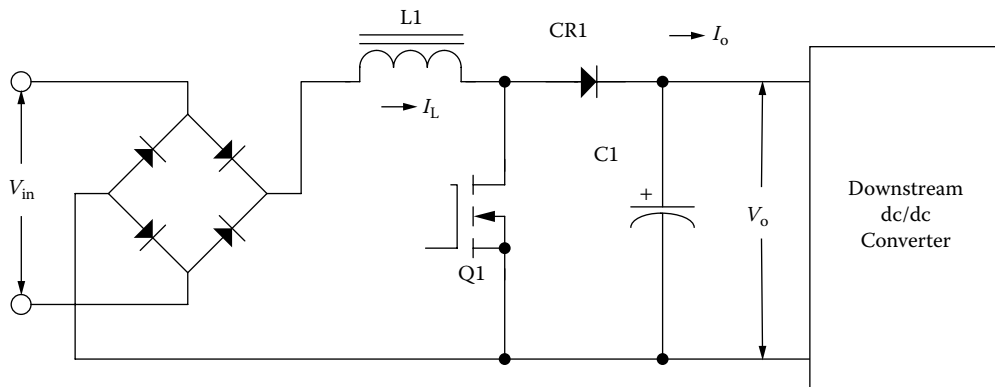 L1
CR1
I_o
I_L
V_in
C1
+
V_o
Q1
Downstream
dc/dc
Converter